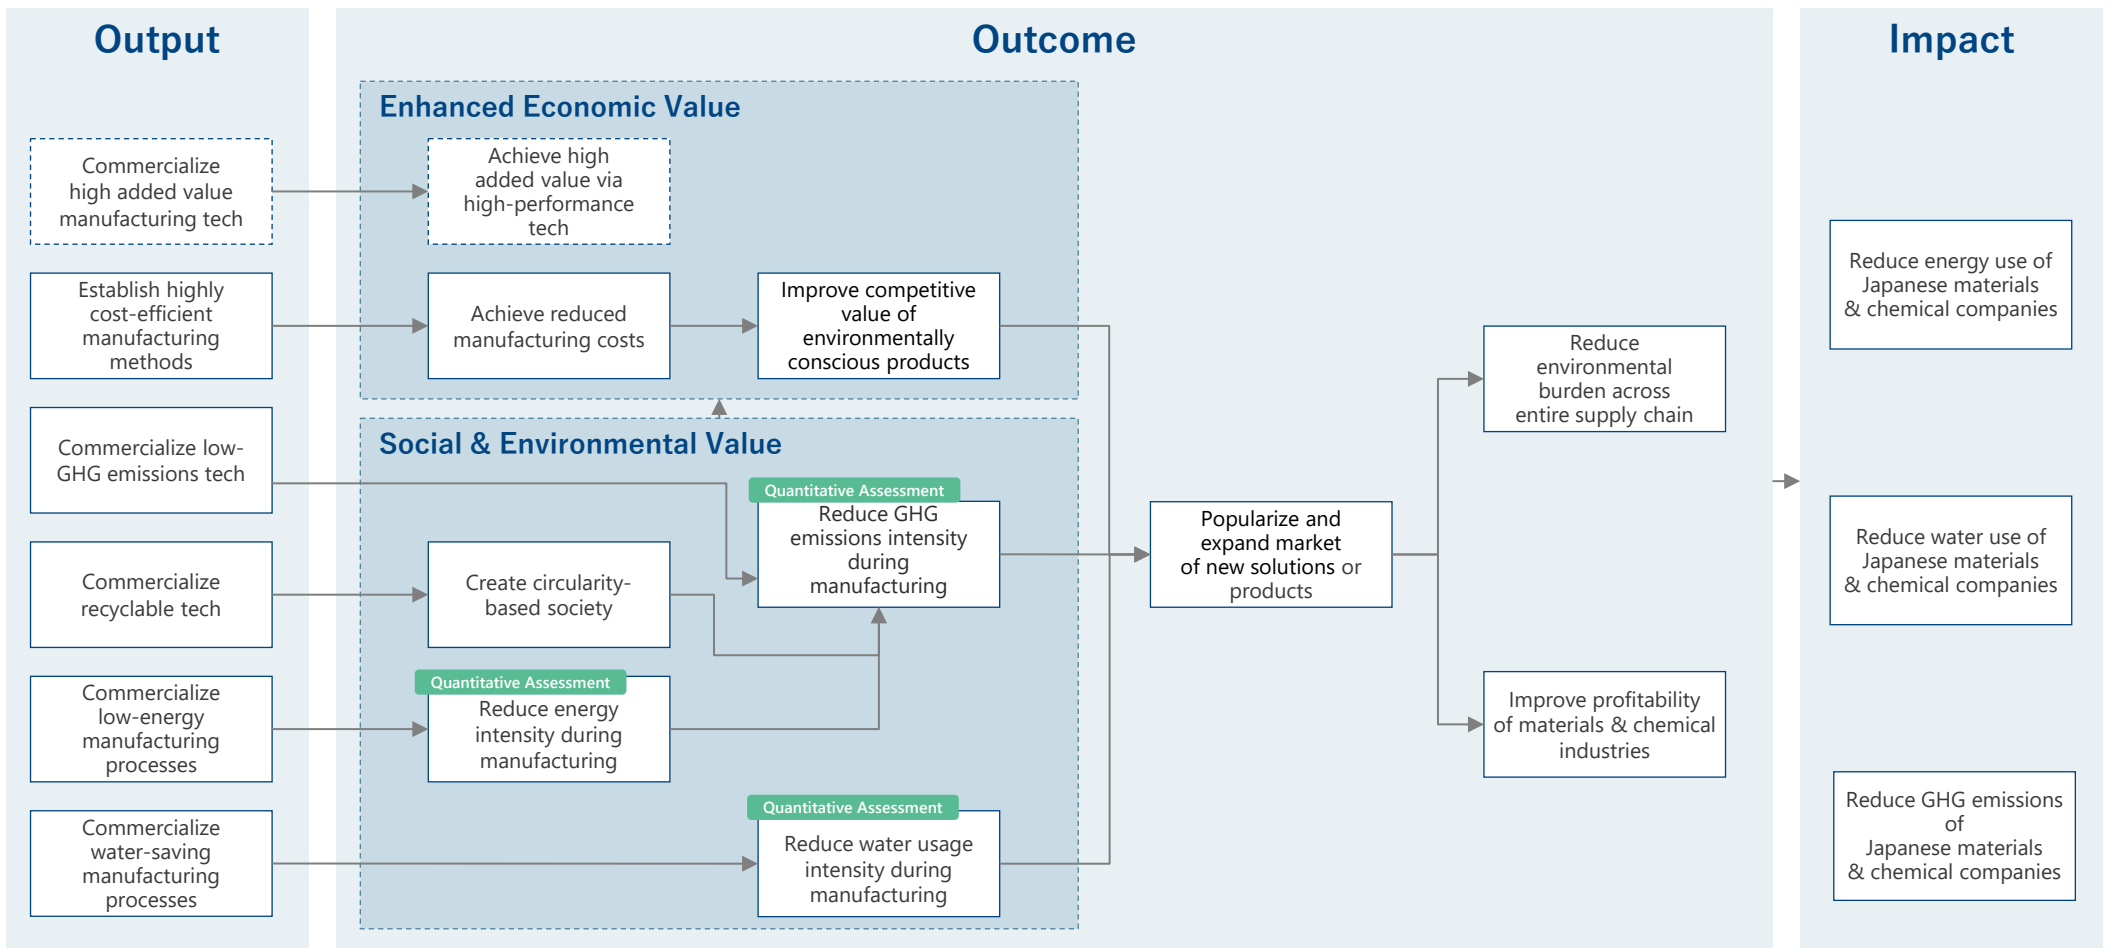 Output
Commercialize
high added value
manufacturing tech
Establish highly
cost-efficient
manufacturing
methods
Commercialize low-
GHG emissions tech
Commercialize
recyclable tech
Commercialize
low-energy
manufacturing
processes
Commercialize
water-saving
manufacturing
processes
Outcome
Enhanced Economic Value
Achieve high
added value via
high-performance
tech
Achieve reduced
manufacturing costs
Improve competitive
value of
environmentally
conscious products
Social & Environmental Value
Quantitative Assessment
Reduce GHG
emissions intensity
during
manufacturing
Create circularity-
based society
Quantitative Assessment
Reduce energy
intensity during
manufacturing
Quantitative Assessment
Reduce water usage
intensity during
manufacturing
Popularize and
expand market
of new solutions or
products
Reduce
environmental
burden across
entire supply chain
Improve profitability
of materials & chemical
industries
Impact
Reduce energy use of
Japanese materials
& chemical companies
Reduce water use of
Japanese materials
& chemical companies
Reduce GHG emissions
of
Japanese materials
& chemical companies